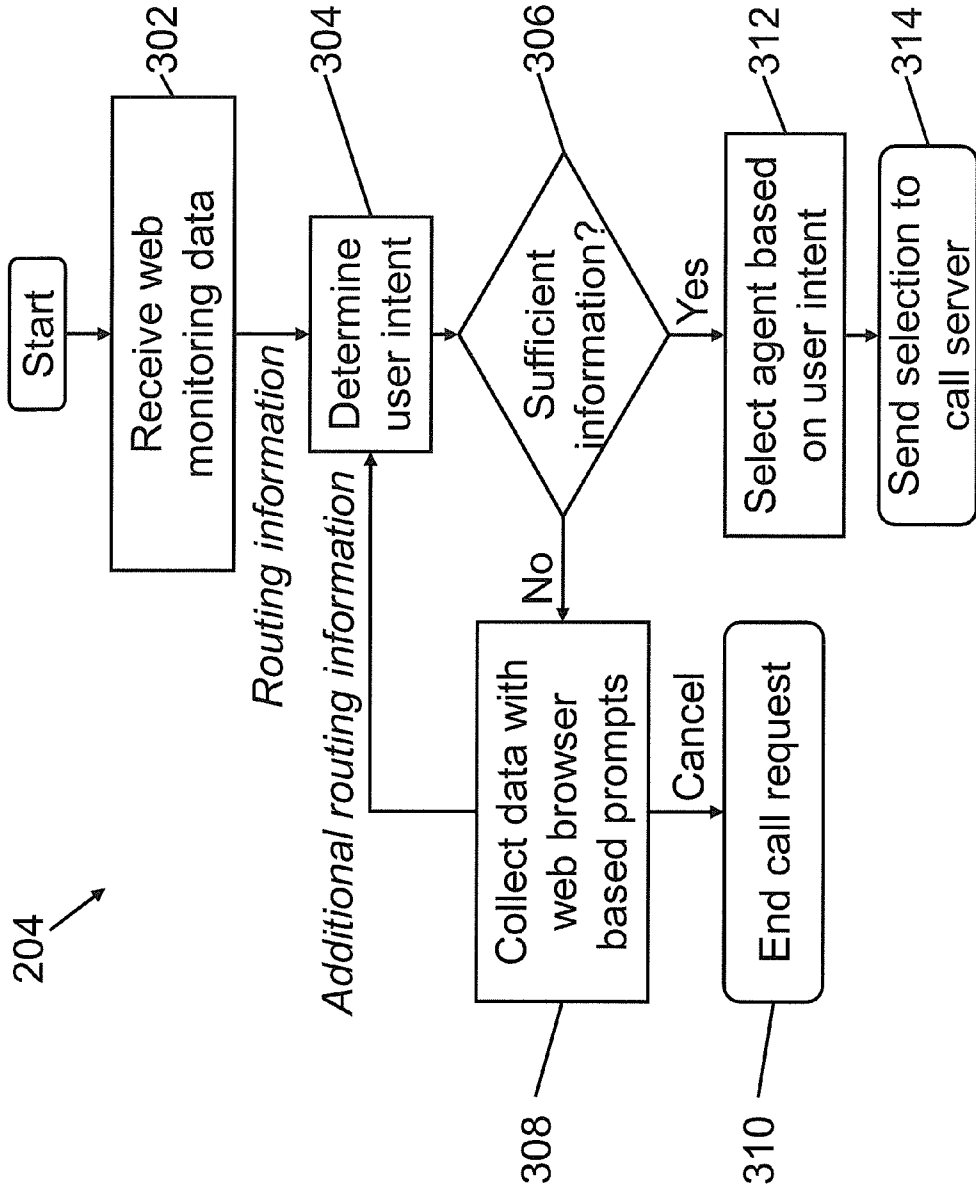 204
Start
Receive web
monitoring data
302
Routing information
Determine
user intent
304
Additional routing information
Sufficient
information?
306
No
Collect data with
web browser
based prompts
308
Cancel
End call request
310
Yes
Select agent based
on user intent
312
Send selection to
call server
314